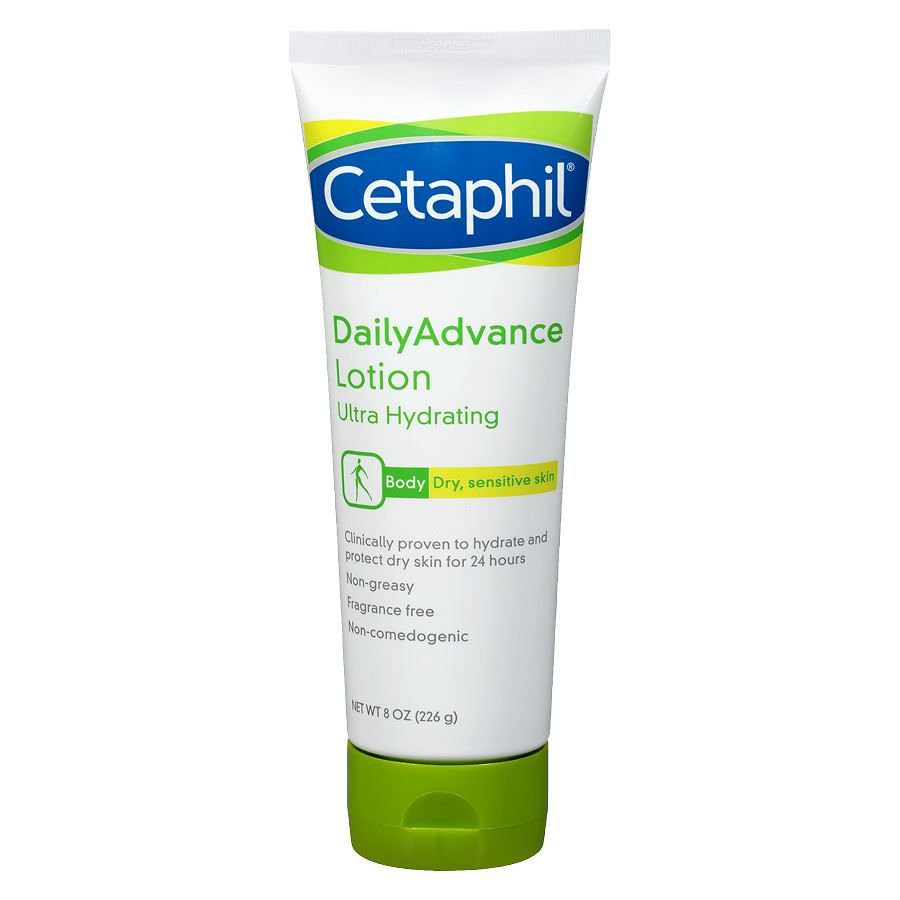 Cetaphil®
DailyAdvance
Lotion
Ultra Hydrating
Body Dry, sensitive skin
Clinically proven to hydrate and
protect dry skin for 24 hours
Non-greasy
Fragrance free
Non-comedogenic
NET WT 8 OZ (226 g)